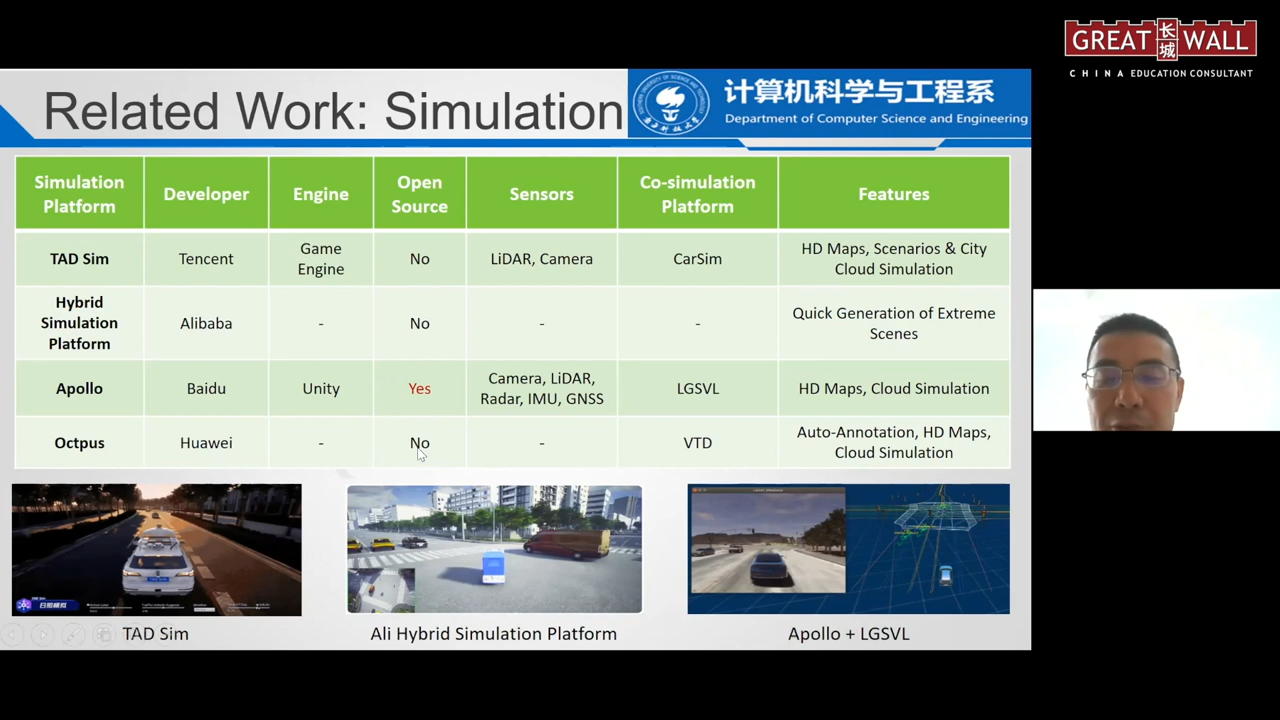 GREAT 长城 WALL
CHINA EDUCATION CONSULTANT
Related Work: Simulation
计算机科学与工程系
Department of Computer Science and Engineering
Simulation Platform
Developer
Engine
Open Source
Sensors
Co-simulation Platform
Features
TAD Sim
Tencent
Game Engine
No
LiDAR, Camera
CarSim
HD Maps, Scenarios & City
Cloud Simulation
Hybrid
Simulation
Platform
Alibaba
-
No
-
-
Quick Generation of Extreme
Scenes
Apollo
Baidu
Unity
Yes
Camera, LiDAR,
Radar, IMU, GNSS
LGSVL
HD Maps, Cloud Simulation
Octpus
Huawei
-
No
-
VTD
Auto-Annotation, HD Maps,
Cloud Simulation
日照模拟
TAD Sim
Ali Hybrid Simulation Platform
Apollo + LGSVL